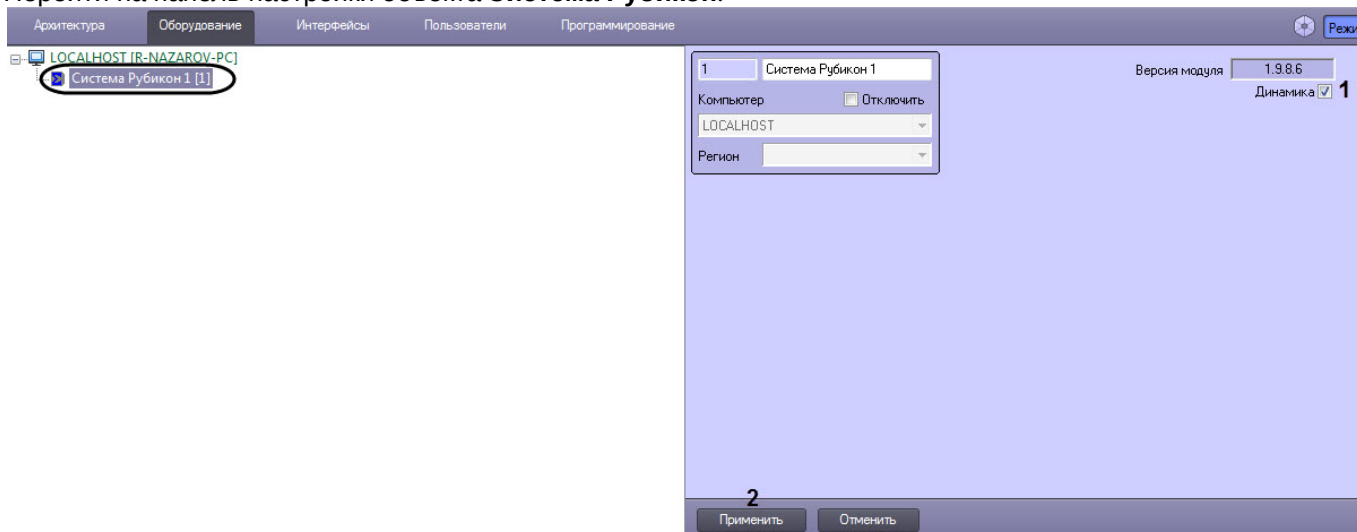 Перейти на панель настройки объекта Система Рубикон.
Архитектура Оборудование Интерфейсы Пользователи Программирование Режи
LOCALHOST [R-NAZAROV-PC]
Система Рубикон 1 [1]
1 Система Рубикон 1
Компьютер Отключить
LOCALHOST
Регион
Версия модуля 1.9.8.6
Динамика 1
2
Применить Отменить